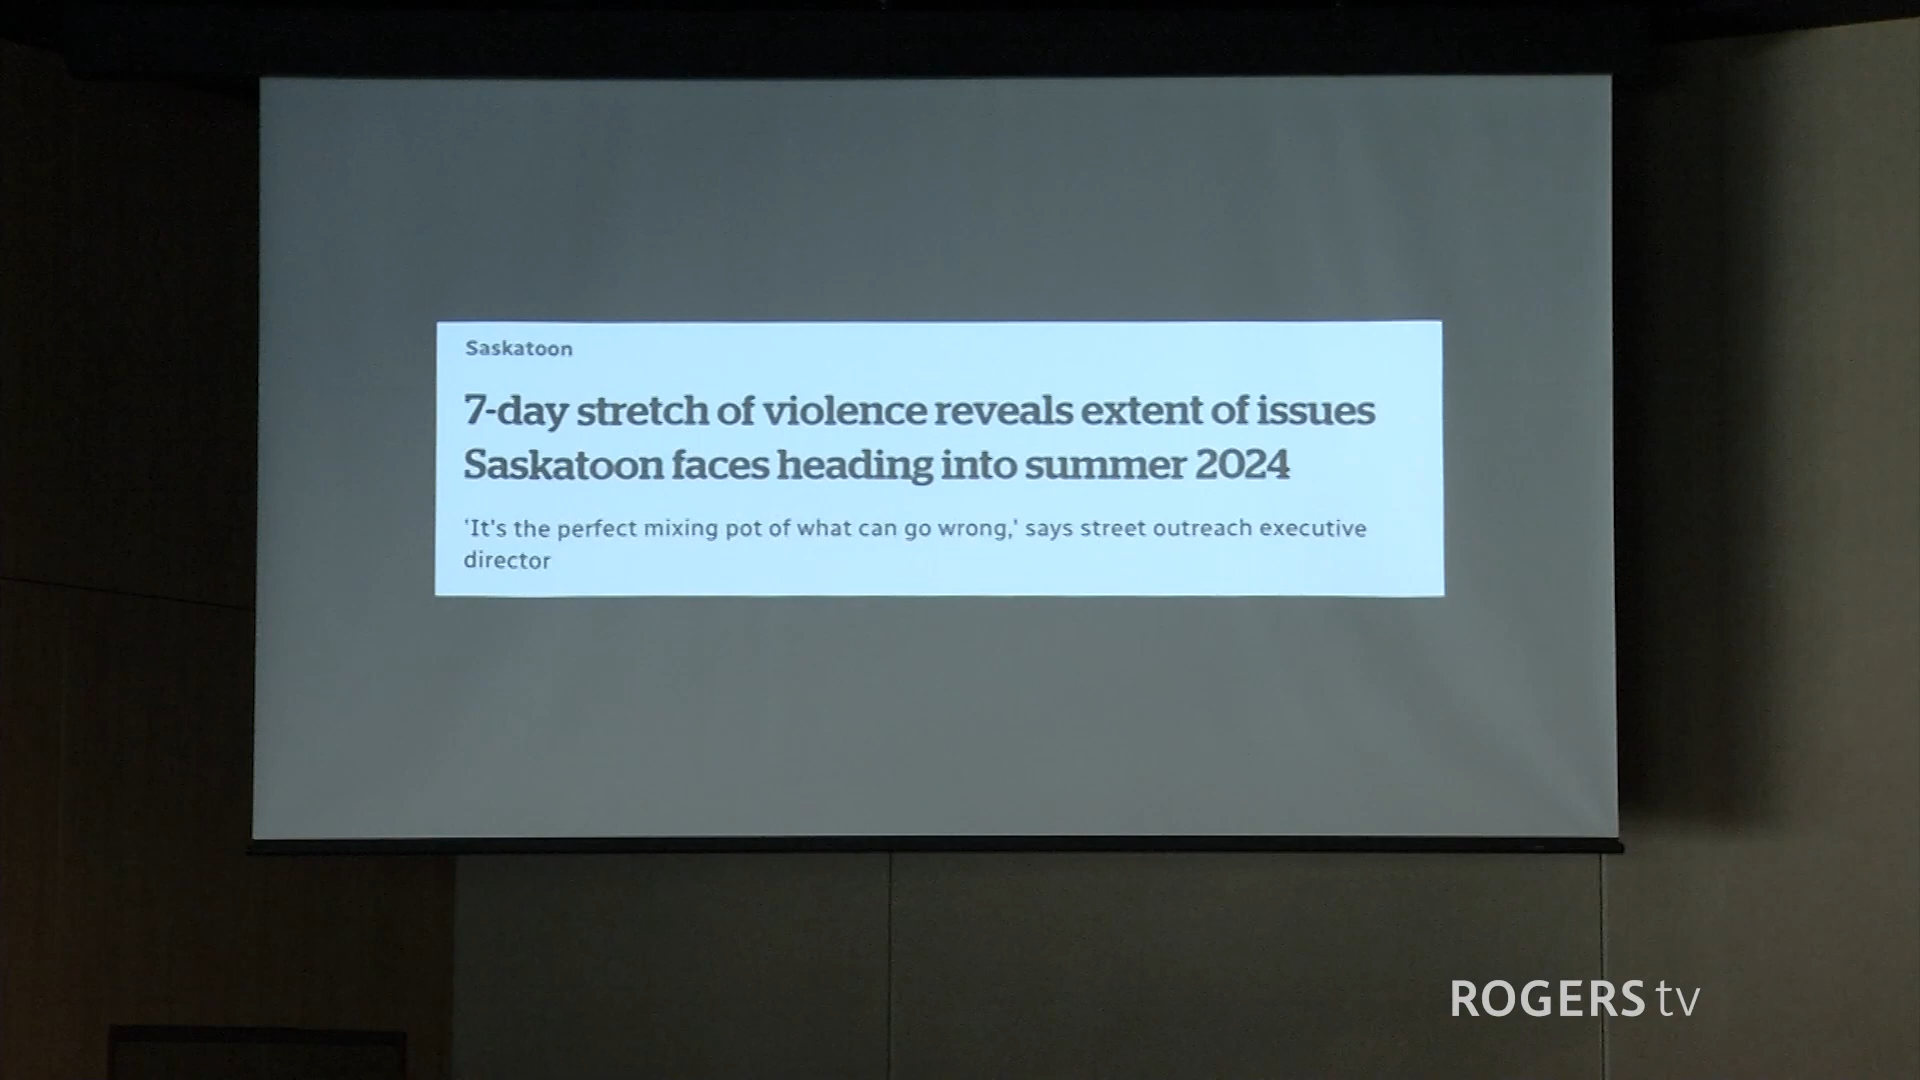 Saskatoon
7-day stretch of violence reveals extent of issues
Saskatoon faces heading into summer 2024
'It's the perfect mixing pot of what can go wrong,' says street outreach executive
director
ROGERS tv